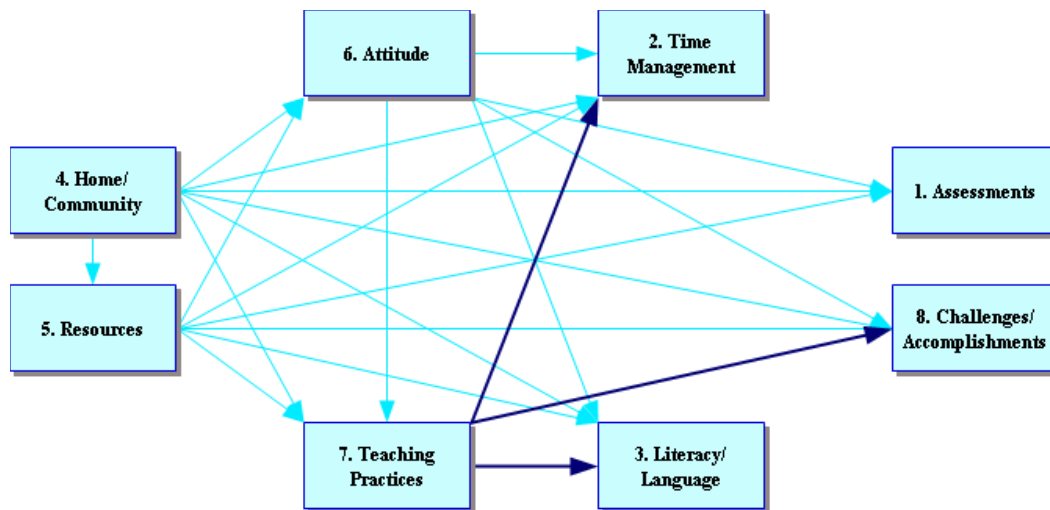 6. Attitude
2. Time
Management
4. Home/
Community
1. Assessments
5. Resources
8. Challenges/
Accomplishments
7. Teaching
Practices
3. Literacy/
Language